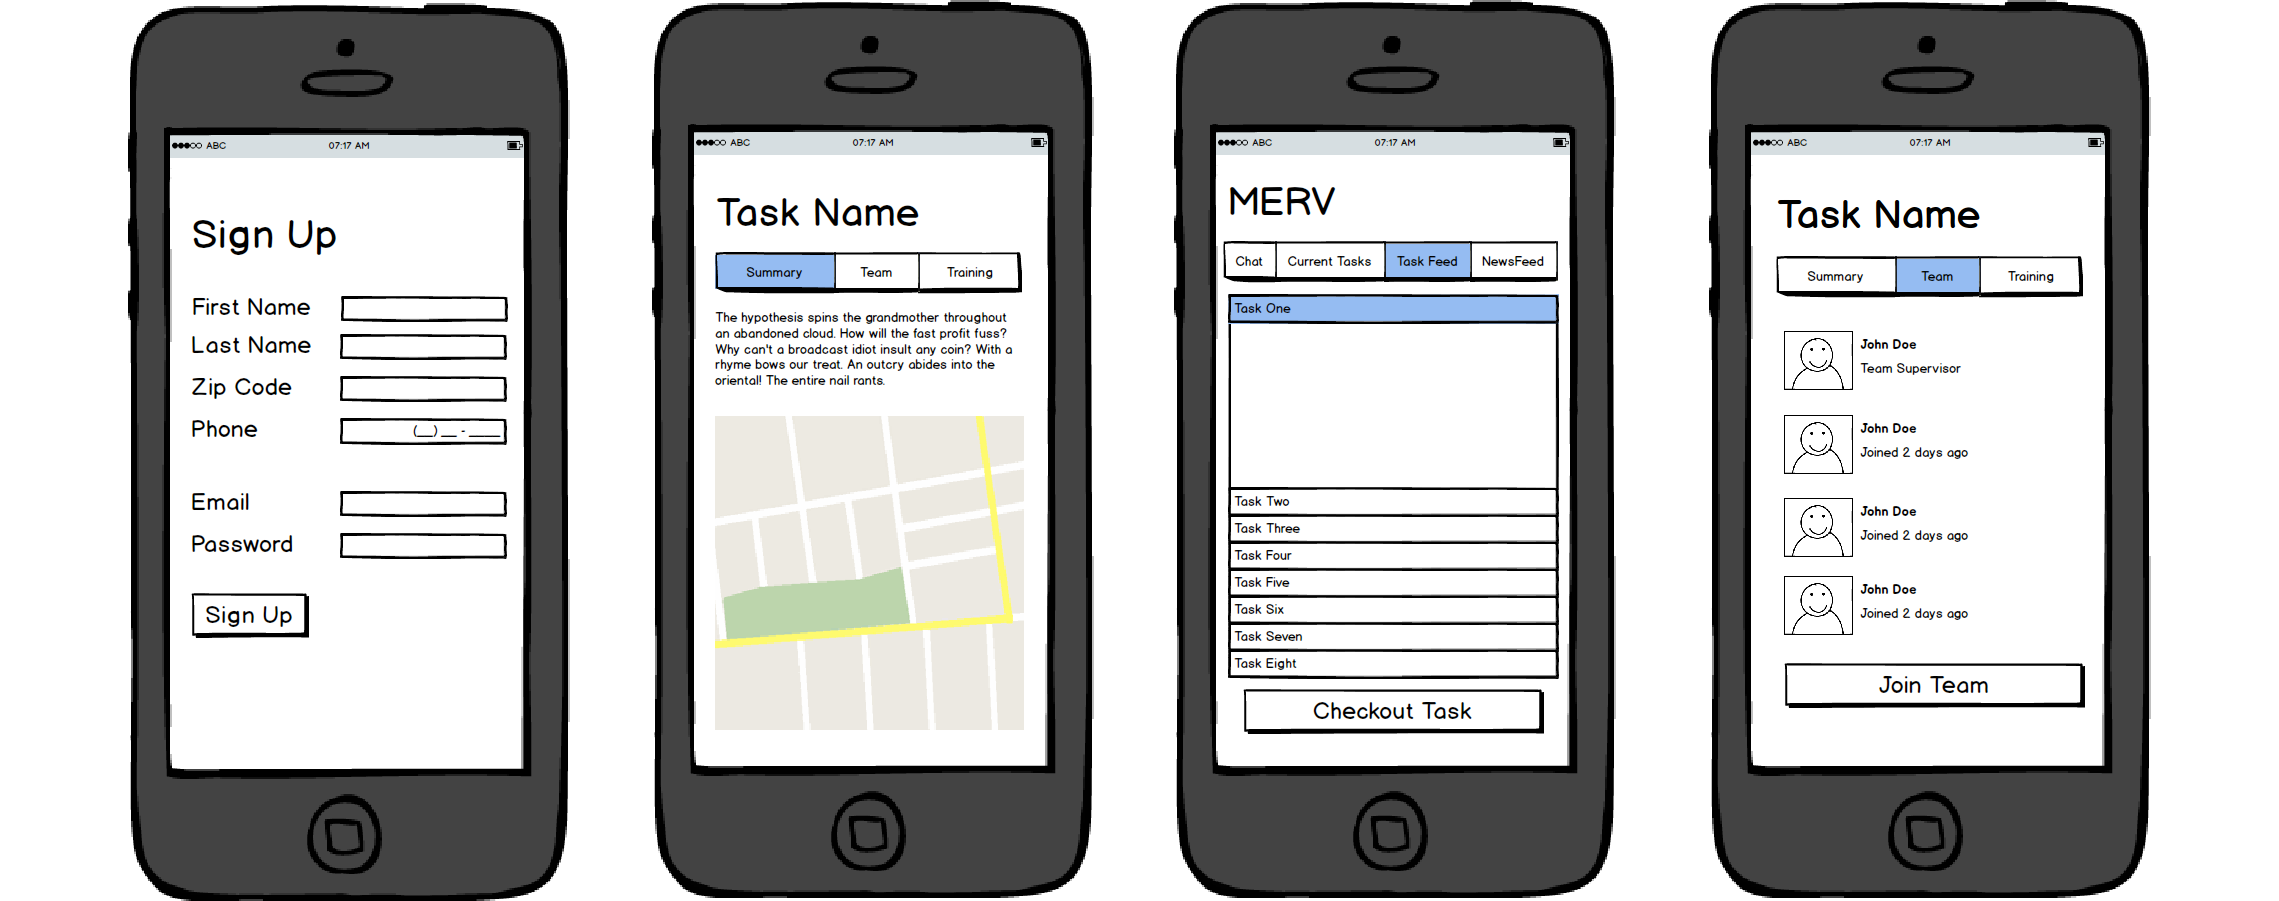 ABC 07:17 AM
Sign Up
First Name
Last Name
Zip Code
Phone (__) __ - ____
Email
Password
Sign Up
ABC 07:17 AM
Task Name
Summary Team Training
The hypothesis spins the grandmother throughout
an abandoned cloud. How will the fast profit fuss?
Why can't a broadcast idiot insult any coin? With a
rhyme bows our treat. An outcry abides into the
oriental! The entire nail rants.
ABC 07:17 AM
MERV
Chat Current Tasks Task Feed NewsFeed
Task One
Task Two
Task Three
Task Four
Task Five
Task Six
Task Seven
Task Eight
Checkout Task
ABC 07:17 AM
Task Name
Summary Team Training
John Doe
Team Supervisor
John Doe
Joined 2 days ago
John Doe
Joined 2 days ago
John Doe
Joined 2 days ago
Join Team